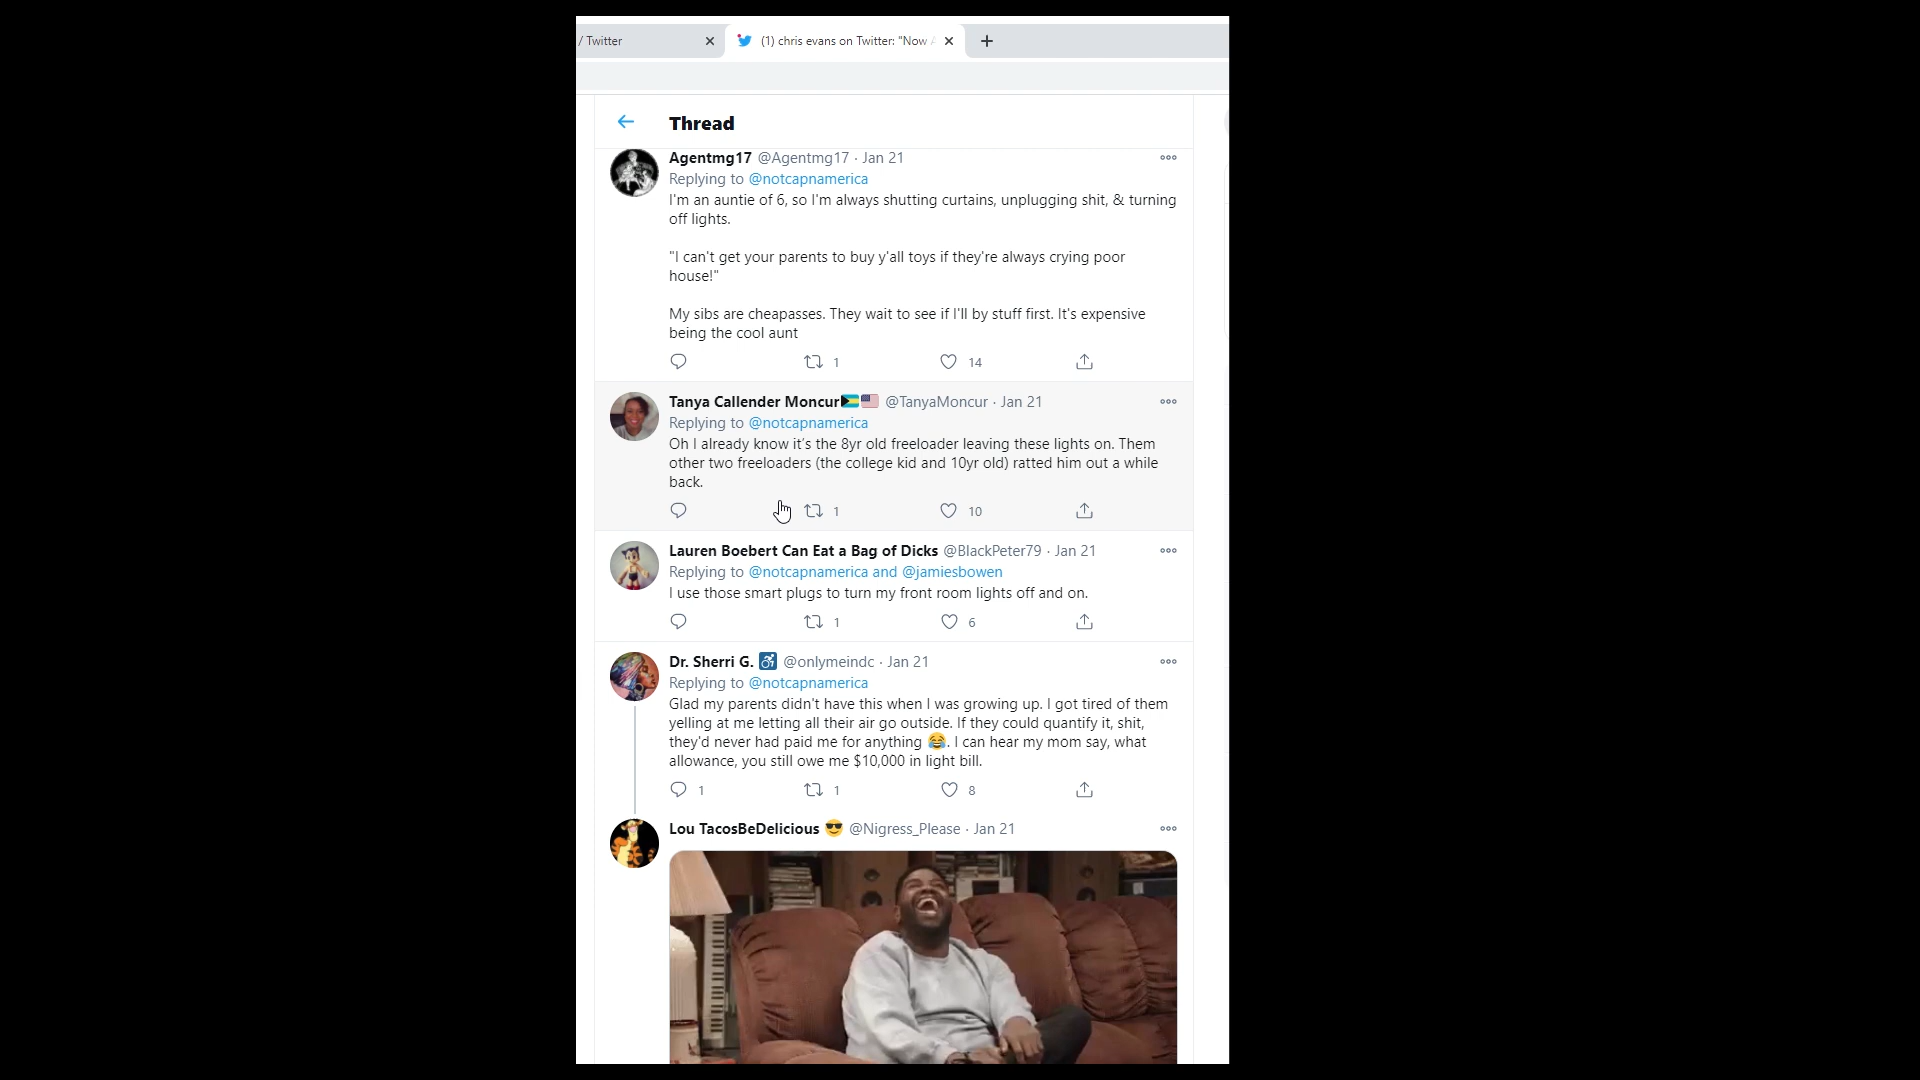 / Twitter
(1) chris evans on Twitter: "Now
Thread
Agentmg17 @Agentmg17 · Jan 21
Replying to @notcapnamerica
I'm an auntie of 6, so I'm always shutting curtains, unplugging shit, & turning
off lights.
"I can't get your parents to buy y'all toys if they're always crying poor
house!"
My sibs are cheapasses. They wait to see if I'll by stuff first. It's expensive
being the cool aunt
1 14
Tanya Callender Moncur🇧🇸🇺🇸 @TanyaMoncur · Jan 21
Replying to @notcapnamerica
Oh I already know it’s the 8yr old freeloader leaving these lights on. Them
other two freeloaders (the college kid and 10yr old) ratted him out a while
back.
1 10
Lauren Boebert Can Eat a Bag of Dicks @BlackPeter79 · Jan 21
Replying to @notcapnamerica and @jamiesbowen
I use those smart plugs to turn my front room lights off and on.
1 6
Dr. Sherri G. ♿ @onlymeindc · Jan 21
Replying to @notcapnamerica
Glad my parents didn't have this when I was growing up. I got tired of them
yelling at me letting all their air go outside. If they could quantify it, shit,
they'd never had paid me for anything 😂. I can hear my mom say, what
allowance, you still owe me $10,000 in light bill.
1 1 8
Lou TacosBeDelicious 😎 @Nigress_Please · Jan 21